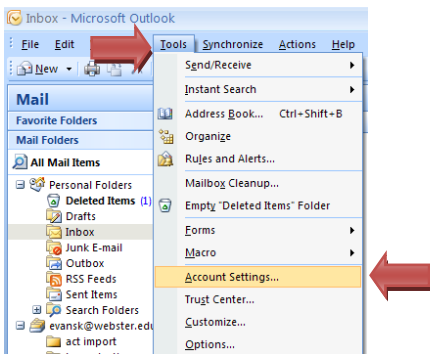 Inbox - Microsoft Outlook
File Edit Tools Synchronize Actions Help
New
Send/Receive
Instant Search
Address Book... Ctrl+Shift+B
Organize
Rules and Alerts...
Mailbox Cleanup...
Empty "Deleted Items" Folder
Forms
Macro
Account Settings...
Trust Center...
Customize...
Options...
Mail
Favorite Folders
Mail Folders
All Mail Items
Personal Folders
Deleted Items (1)
Drafts
Inbox
Junk E-mail
Outbox
RSS Feeds
Sent Items
Search Folders
evansk@webster.edu
act import